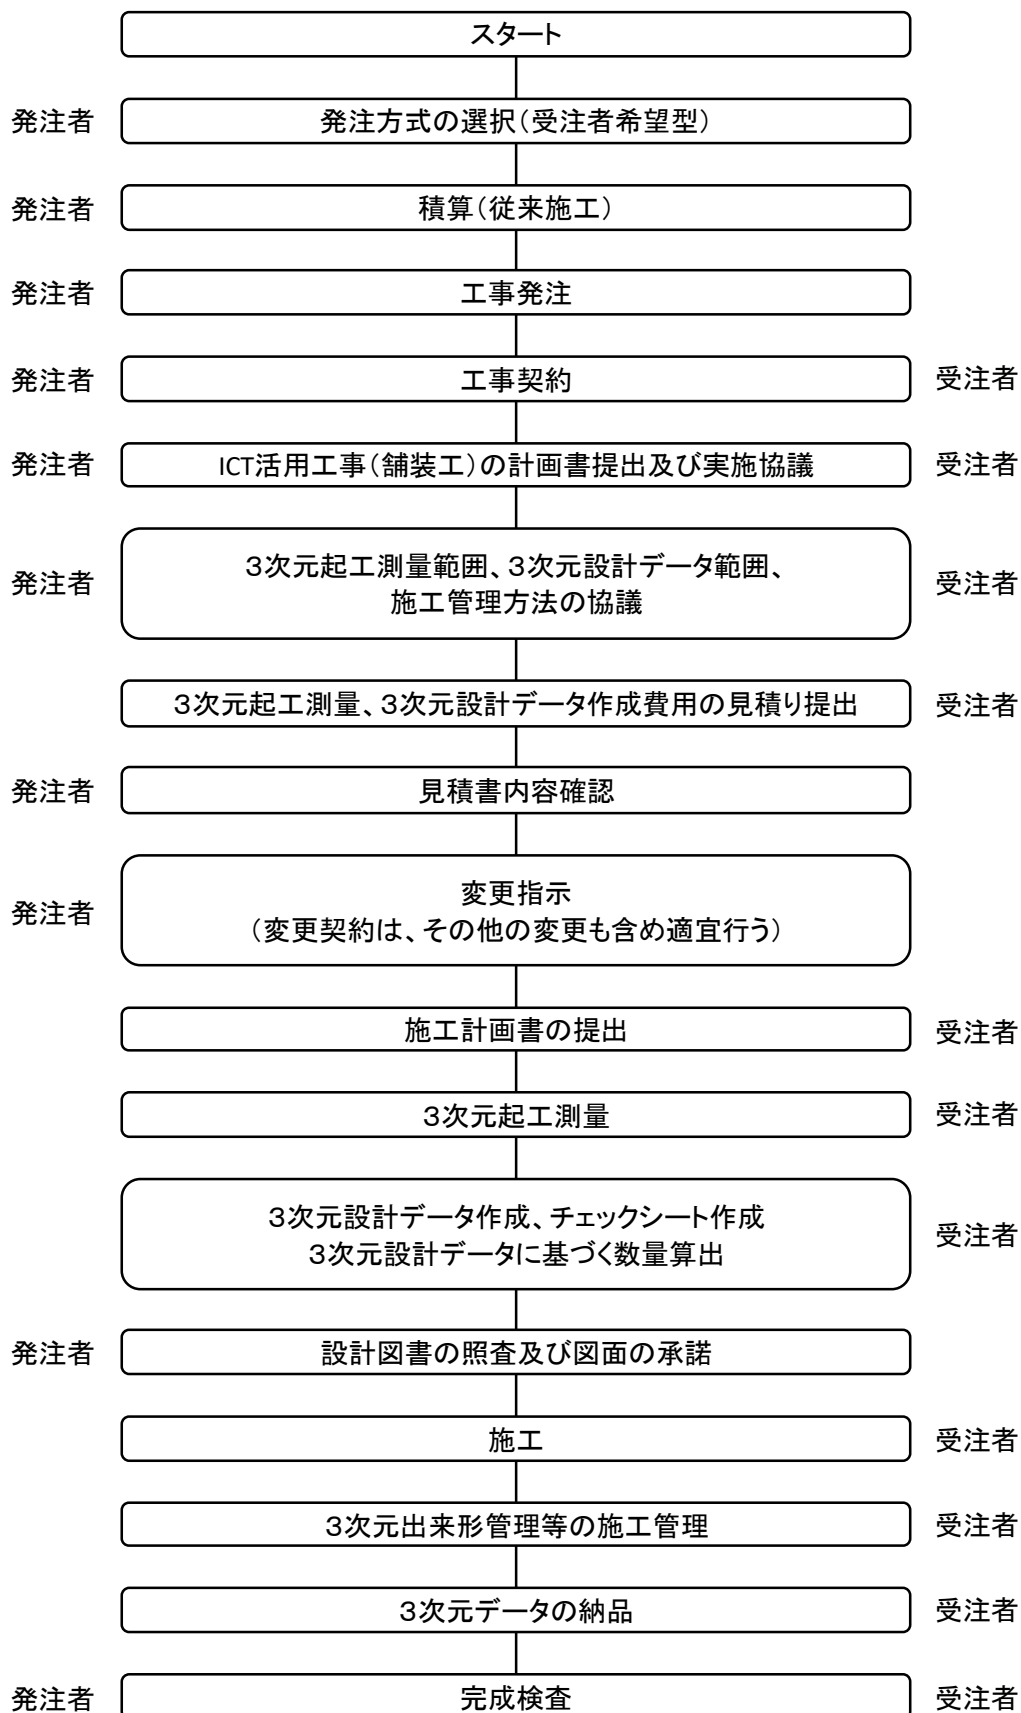 スタート
発注者 発注方式の選択(受注者希望型)
発注者 積算(従来施工)
発注者 工事発注
発注者 工事契約 受注者
発注者 ICT活用工事(舗装工)の計画書提出及び実施協議 受注者
3次元起工測量範囲、3次元設計データ範囲、
発注者 施工管理方法の協議 受注者
3次元起工測量、3次元設計データ作成費用の見積り提出 受注者
発注者 見積書内容確認
変更指示
発注者 (変更契約は、その他の変更も含め適宜行う)
施工計画書の提出 受注者
3次元起工測量 受注者
3次元設計データ作成、チェックシート作成
3次元設計データに基づく数量算出 受注者
発注者 設計図書の照査及び図面の承諾
施工 受注者
3次元出来形管理等の施工管理 受注者
3次元データの納品 受注者
発注者 完成検査 受注者